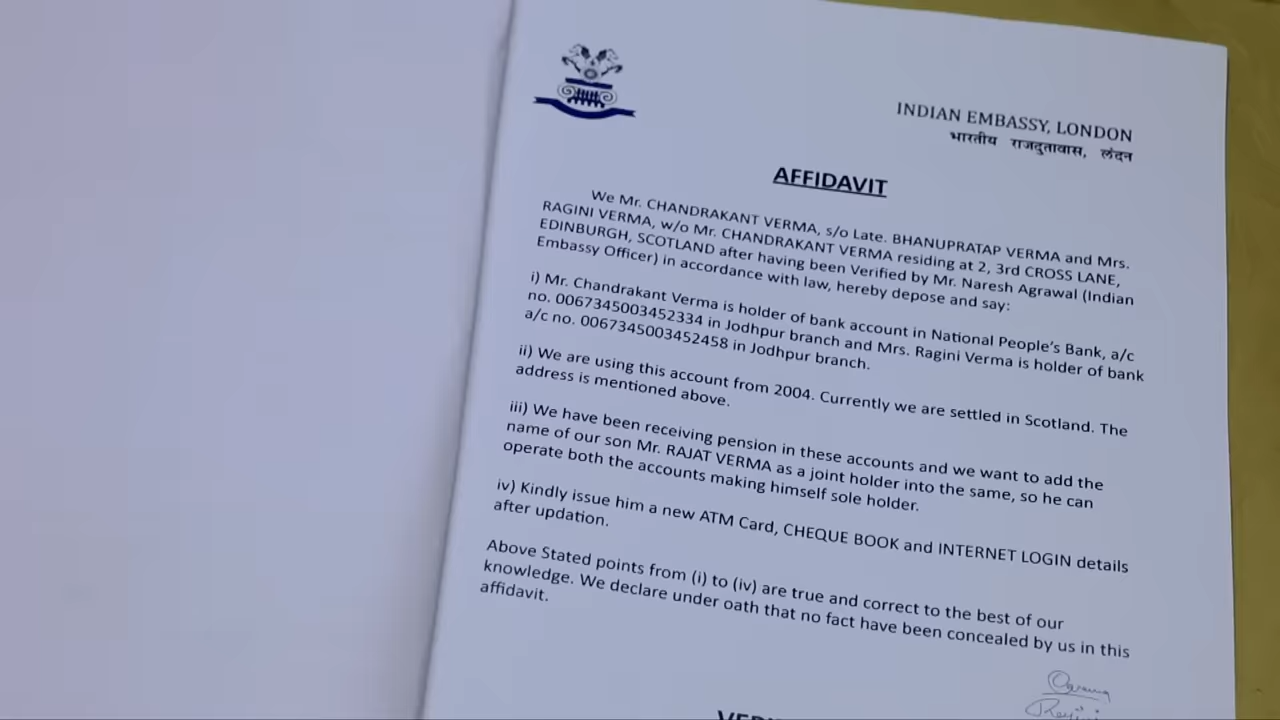 INDIAN EMBASSY, LONDON
भारतीय राजदुतावास, लंदन
AFFIDAVIT
We Mr. CHANDRAKANT VERMA, s/o Late. BHANUPRATAP VERMA and Mrs.
RAGINI VERMA, w/o Mr. CHANDRAKANT VERMA residing at 2, 3rd CROSS LANE,
EDINBURGH, SCOTLAND after having been Verified by Mr. Naresh Agrawal (Indian
Embassy Officer) in accordance with law, hereby depose and say:
i) Mr. Chandrakant Verma is holder of bank account in National People's Bank, a/c
no. 0067345003452334 in Jodhpur branch and Mrs. Ragini Verma is holder of bank
a/c no. 0067345003452458 in Jodhpur branch.
ii) We are using this account from 2004. Currently we are settled in Scotland. The
address is mentioned above.
iii) We have been receiving pension in these accounts and we want to add the
name of our son Mr. RAJAT VERMA as a joint holder into the same, so he can
operate both the accounts making himself sole holder.
iv) Kindly issue him a new ATM Card, CHEQUE BOOK and INTERNET LOGIN details
after updation.
Above Stated points from (i) to (iv) are true and correct to the best of our
knowledge. We declare under oath that no fact have been concealed by us in this
affidavit.